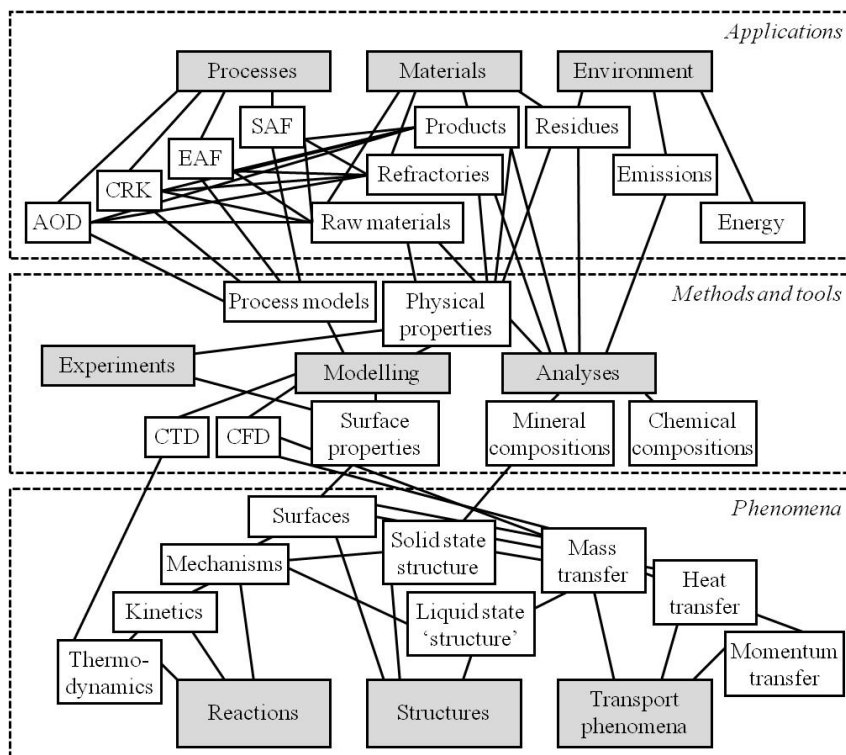 Applications
Processes
Materials
Environment
SAF
Products
Residues
EAF
Refractories
Emissions
CRK
AOD
Raw materials
Energy
Process models
Physical
properties
Methods and tools
Experiments
Modelling
Analyses
CTD
CFD
Surface
properties
Mineral
compositions
Chemical
compositions
Phenomena
Surfaces
Solid state
structure
Mass
transfer
Mechanisms
Heat
transfer
Kinetics
Liquid state
‘structure’
Thermo-
dynamics
Momentum
transfer
Reactions
Structures
Transport
phenomena